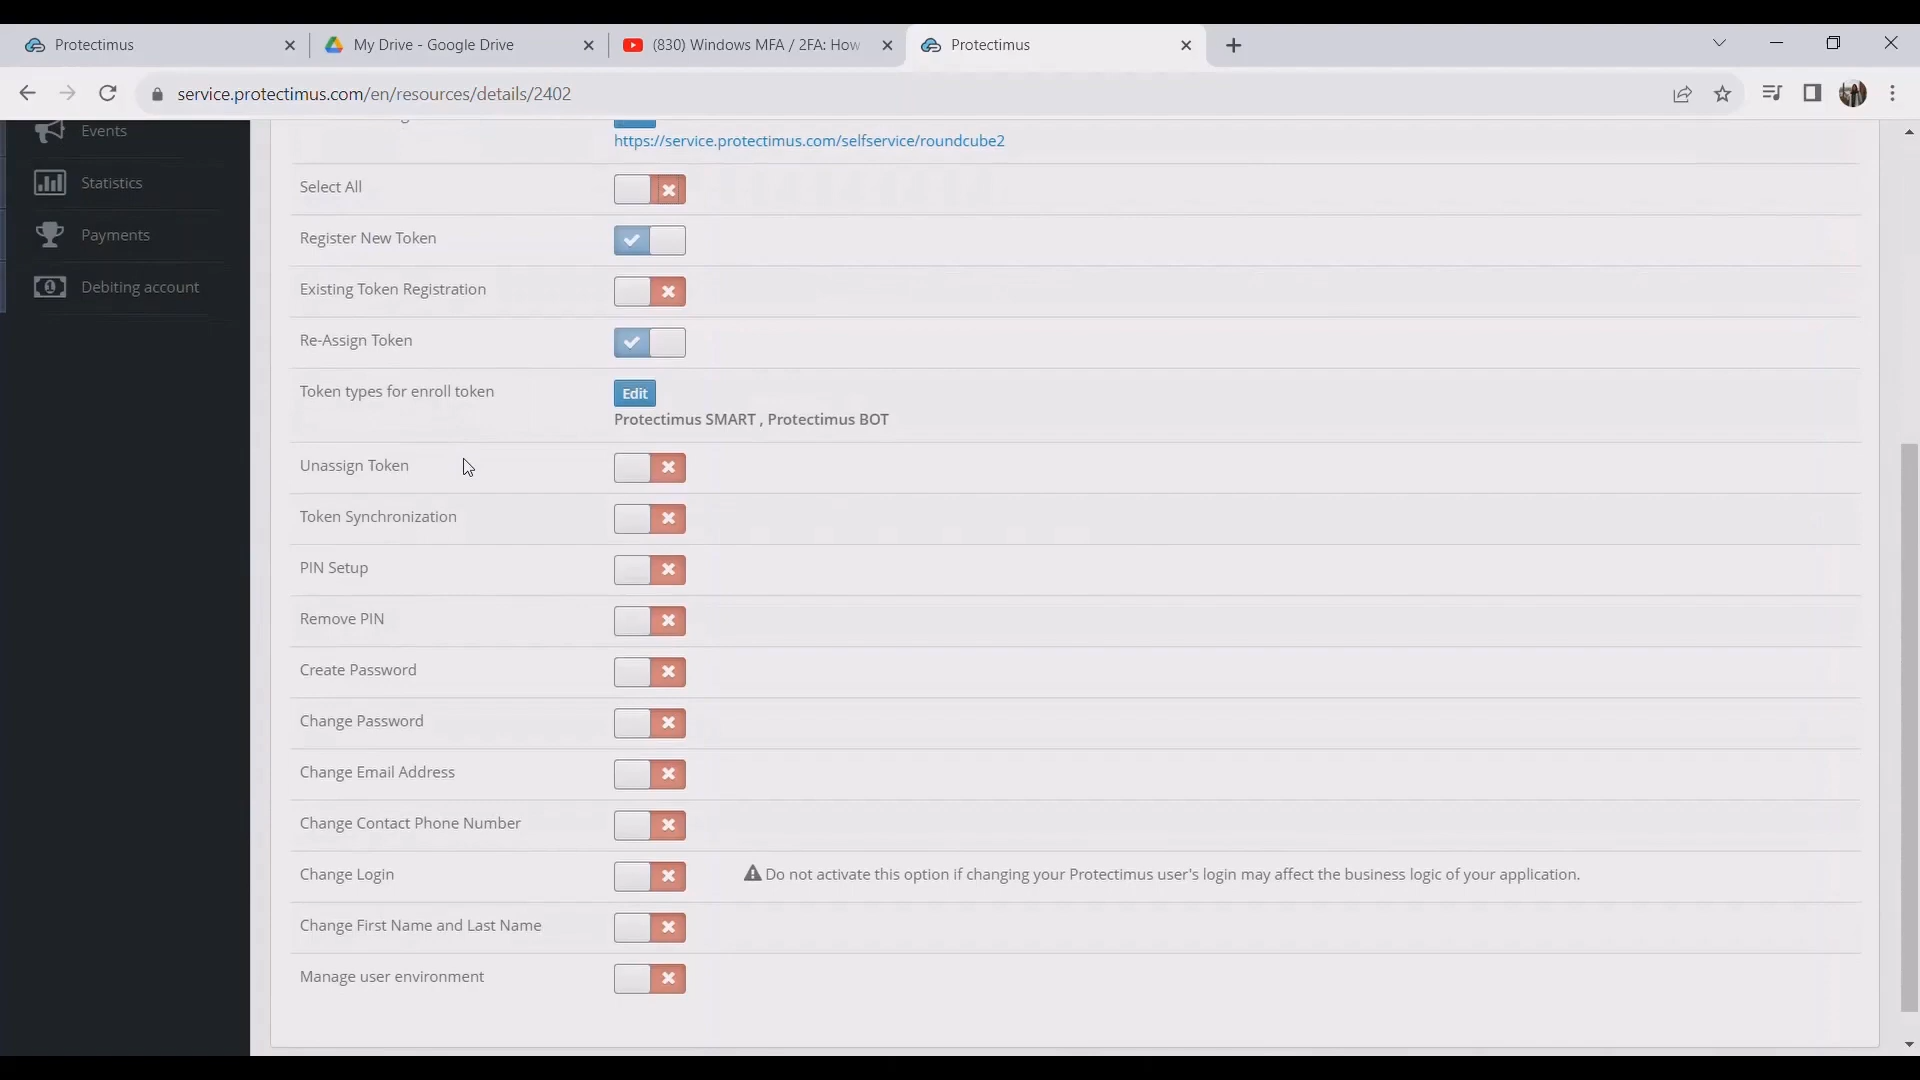 Protectimus
My Drive - Google Drive
(830) Windows MFA / 2FA: How
Protectimus
service.protectimus.com/en/resources/details/2402
Events
Statistics
Payments
Debiting account
https://service.protectimus.com/selfservice/roundcube2
Select All
Register New Token
Existing Token Registration
Re-Assign Token
Token types for enroll token
Edit
Protectimus SMART , Protectimus BOT
Unassign Token
Token Synchronization
PIN Setup
Remove PIN
Create Password
Change Password
Change Email Address
Change Contact Phone Number
Change Login
Do not activate this option if changing your Protectimus user's login may affect the business logic of your application.
Change First Name and Last Name
Manage user environment